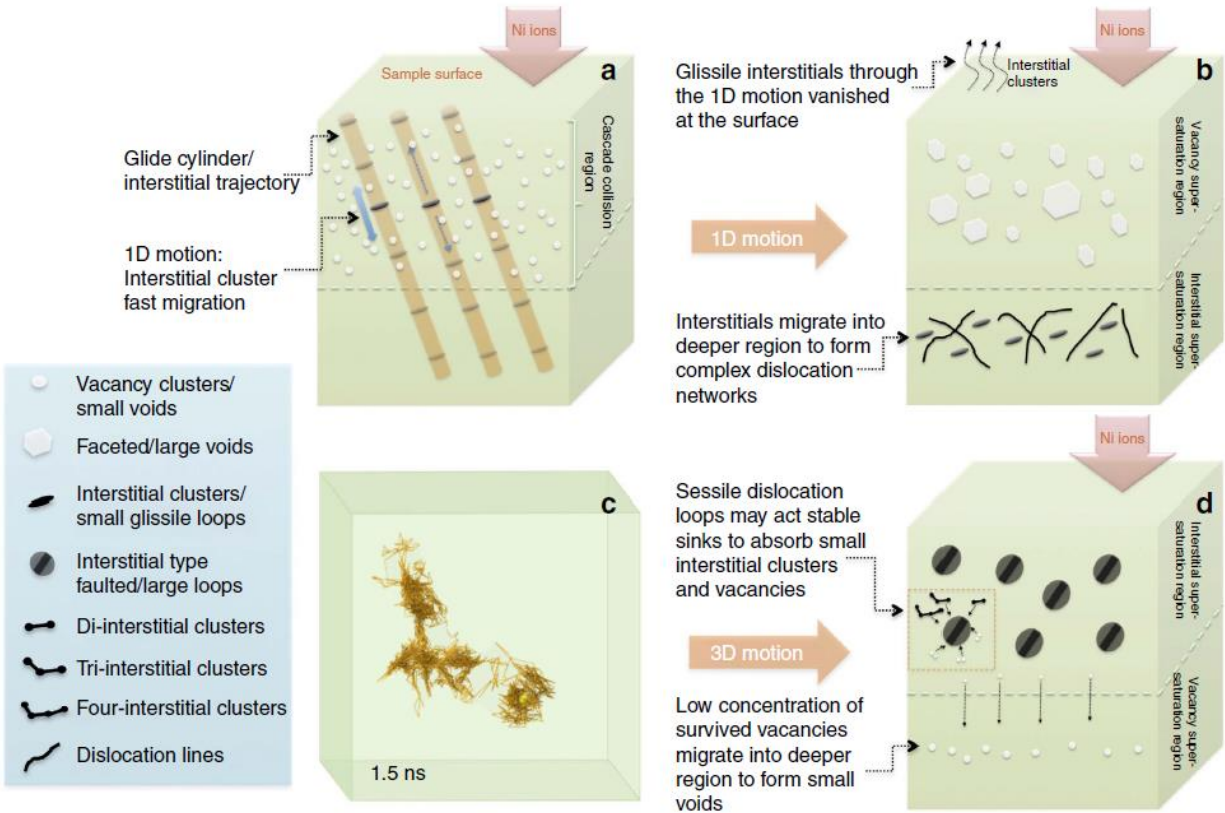 Ni ions
Sample surface
a
Glide cylinder/
interstitial trajectory
1D motion:
Interstitial cluster
fast migration
Cascade collision
region
Ni ions
b
Glissile interstitials through
the 1D motion vanished
at the surface
Interstitial
clusters
Vacancy super-
saturation region
1D motion
Interstitials migrate into
deeper region to form
complex dislocation
networks
Interstitial super-
saturation region
Vacancy clusters/
small voids
Faceted/large voids
Interstitial clusters/
small glissile loops
Interstitial type
faulted/large loops
Di-interstitial clusters
Tri-interstitial clusters
Four-interstitial clusters
Dislocation lines
c
1.5 ns
Ni ions
d
Sessile dislocation
loops may act stable
sinks to absorb small
interstitial clusters
and vacancies
Interstitial super-
saturation region
3D motion
Low concentration of
survived vacancies
migrate into deeper
region to form small
voids
Vacancy super-
saturation region